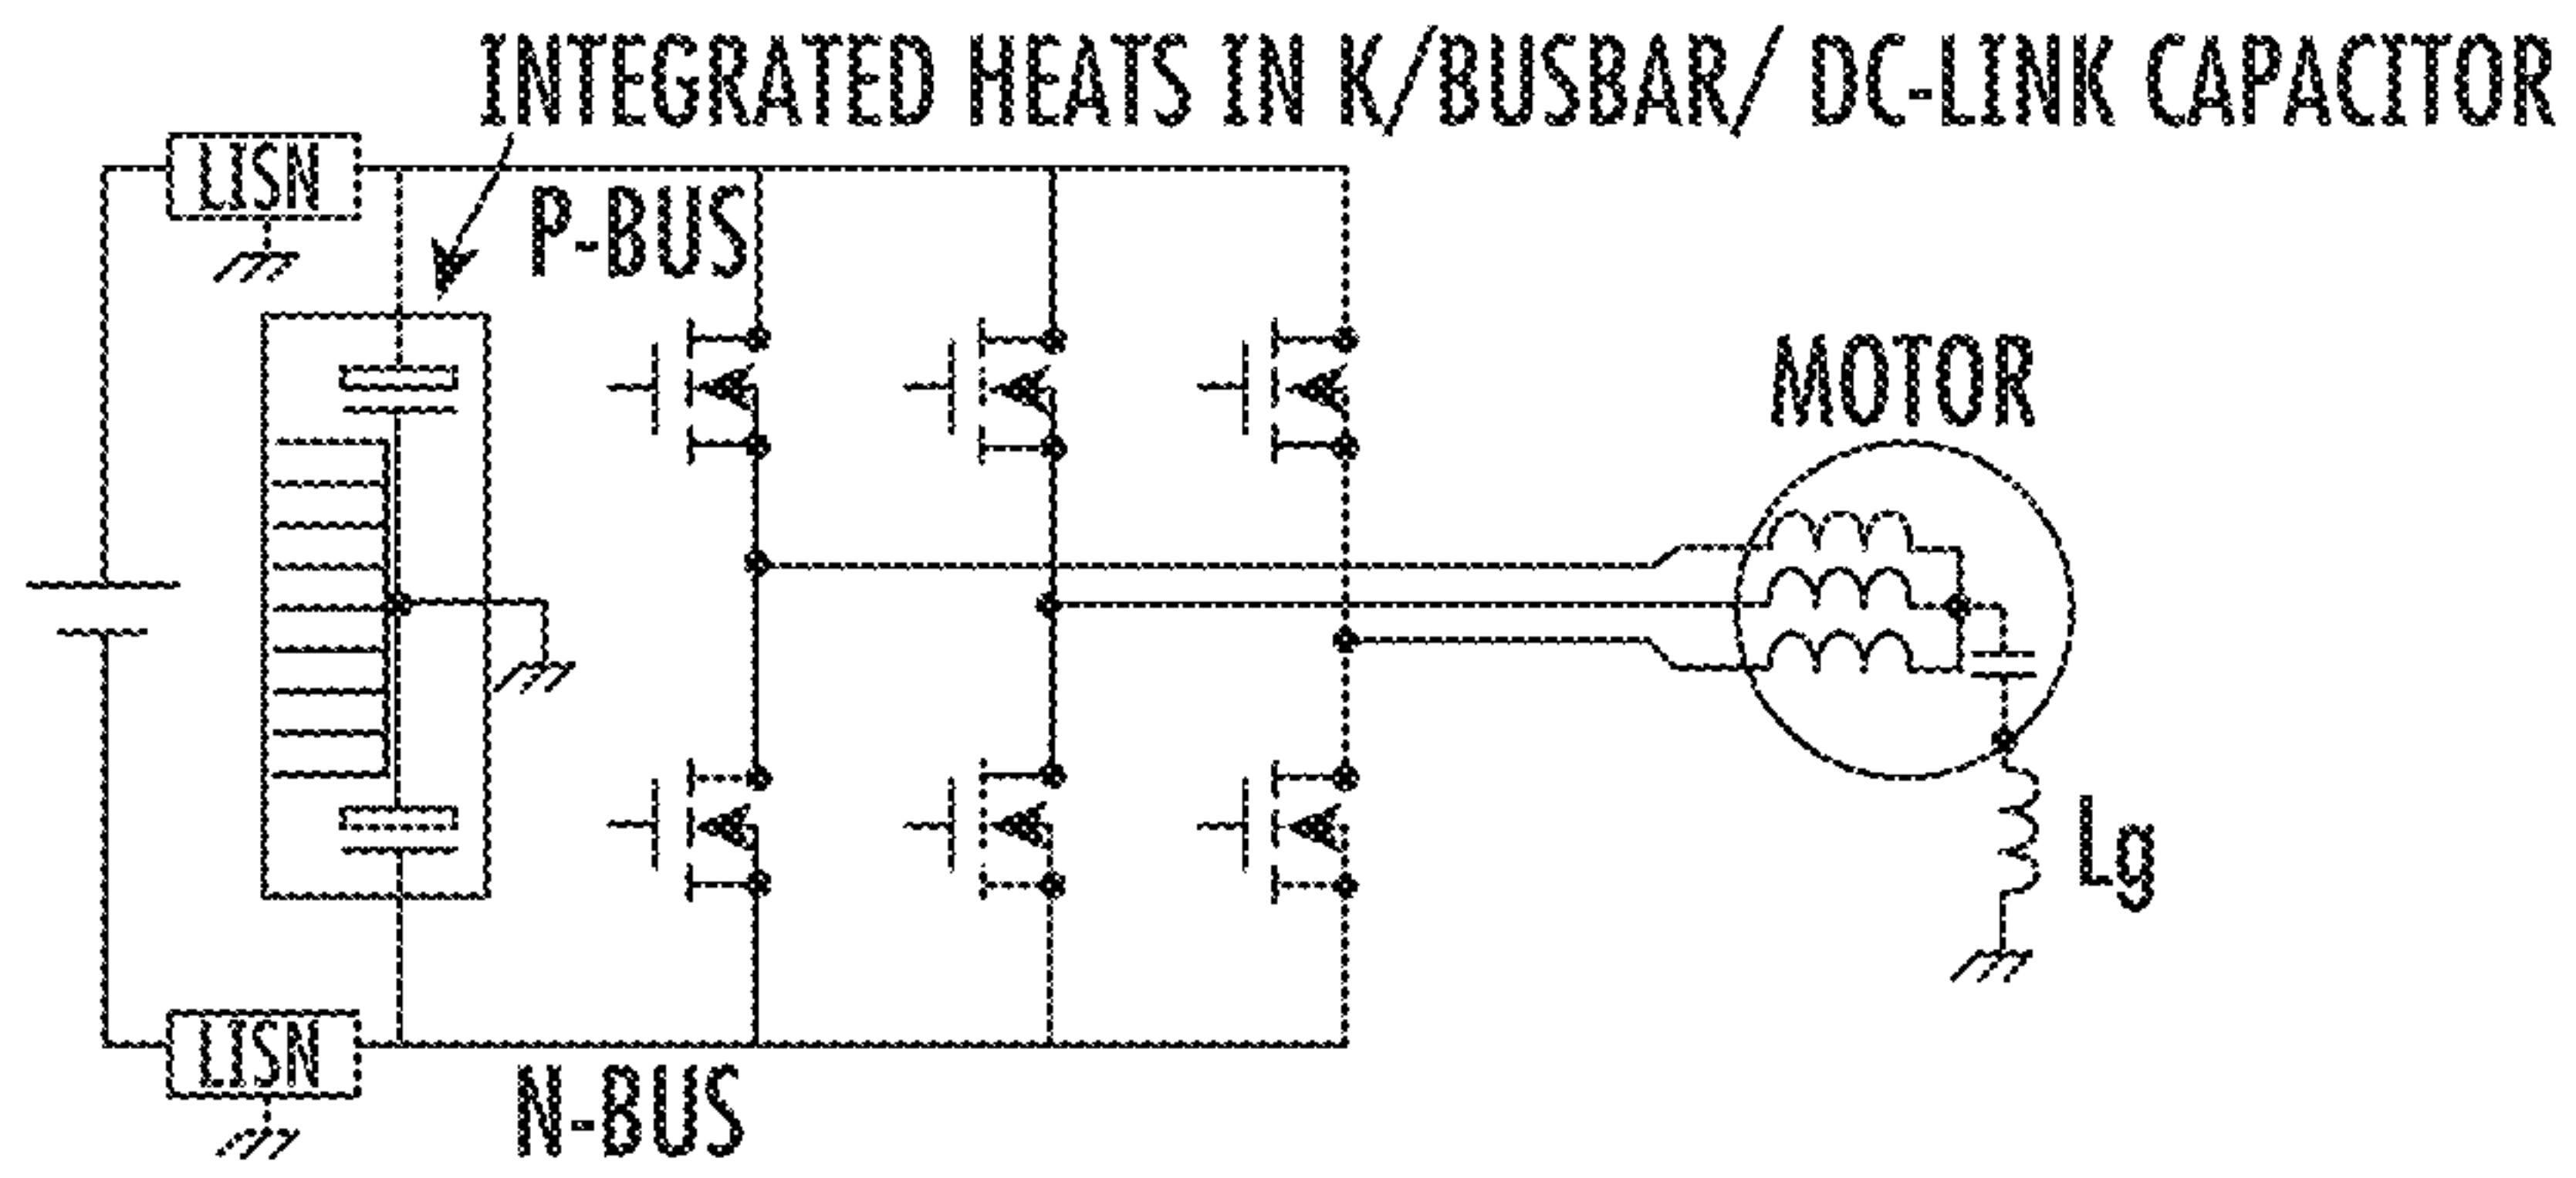 INTEGRATED HEATS IN K/BUSBAR/ DC-LINK CAPACITOR
LISN
P-BUS
MOTOR
Lg
LISN
N-BUS